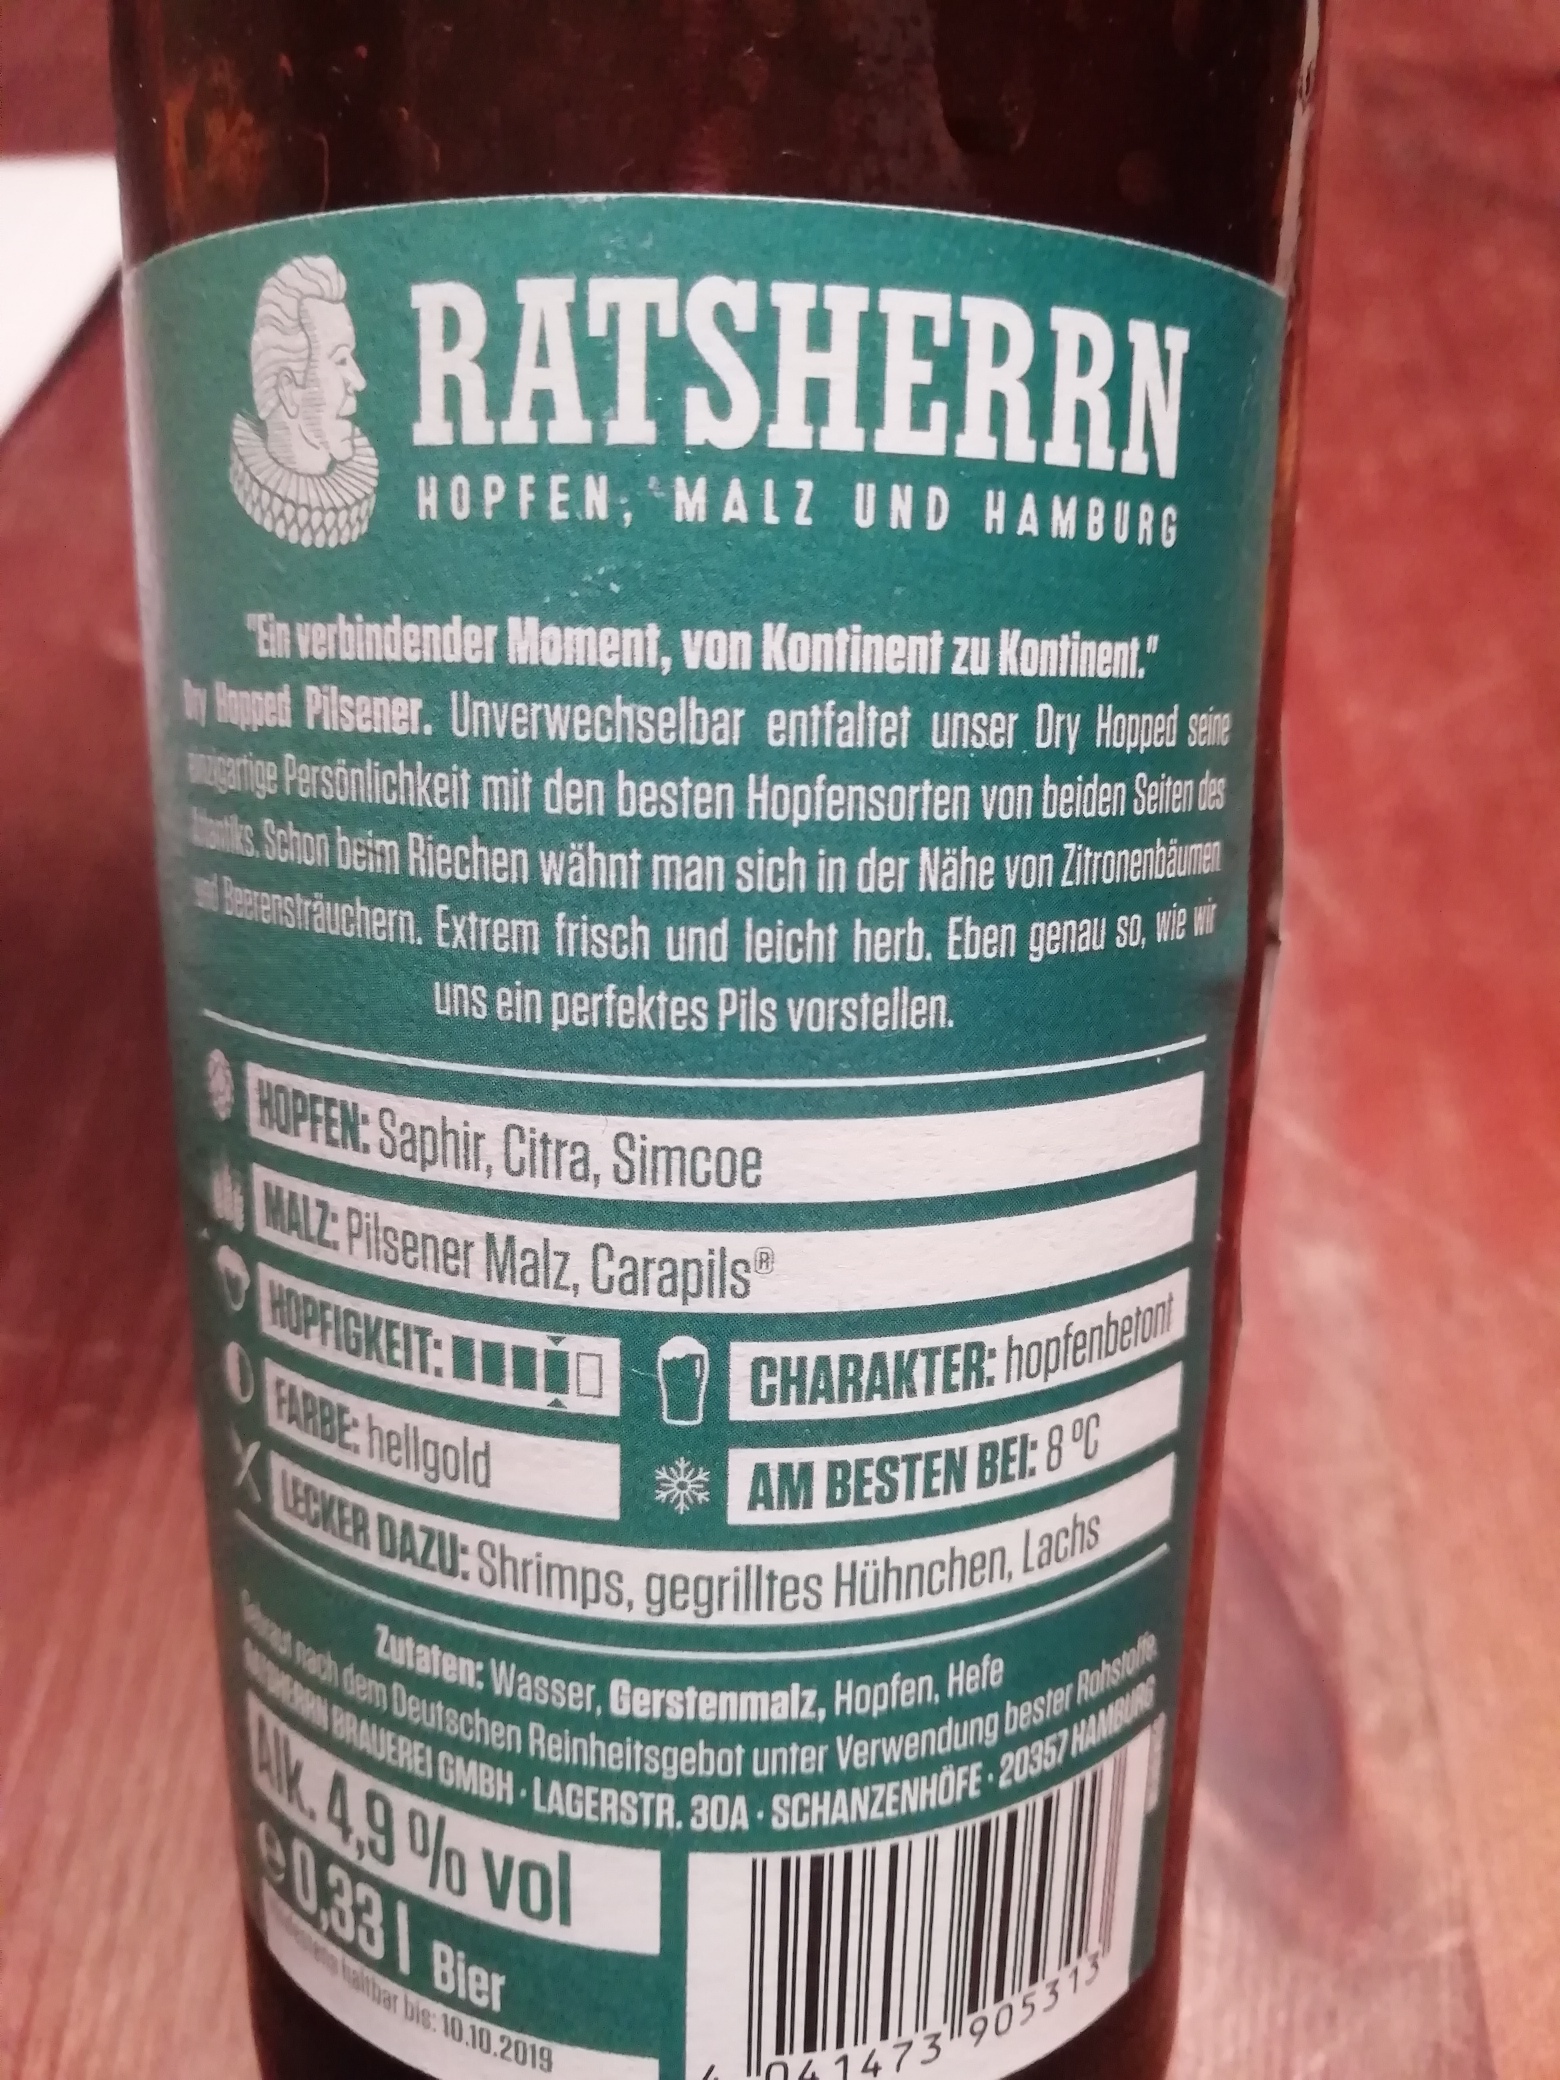 RATSHERRN
HOPFEN, MALZ UND HAMBURG
"Ein verbindender Moment, von Kontinent zu Kontinent."
Dry Hopped Pilsener. Unverwechselbar entfaltet unser Dry Hopped seine
einzigartige Persönlichkeit mit den besten Hopfensorten von beiden Seiten des
Atlantiks. Schon beim Riechen wähnt man sich in der Nähe von Zitronenbäumen
und Beerensträuchern. Extrem frisch und leicht herb. Eben genau so, wie wir
uns ein perfektes Pils vorstellen.
HOPFEN: Saphir, Citra, Simcoe
MALZ: Pilsener Malz, Carapils®
HOPFIGKEIT:
CHARAKTER: hopfenbetont
FARBE: hellgold
AM BESTEN BEI: 8 °C
LECKER DAZU: Shrimps, gegrilltes Hühnchen, Lachs
Zutaten: Wasser, Gerstenmalz, Hopfen, Hefe
Gebraut nach dem Deutschen Reinheitsgebot unter Verwendung bester Rohstoffe.
RATSHERRN BRAUEREI GMBH · LAGERSTR. 30A · SCHANZENHÖFE · 20357 HAMBURG
Alk. 4,9 % vol
e 0,33 l Bier
haltbar bis: 10.10.2019
4 041473 905313